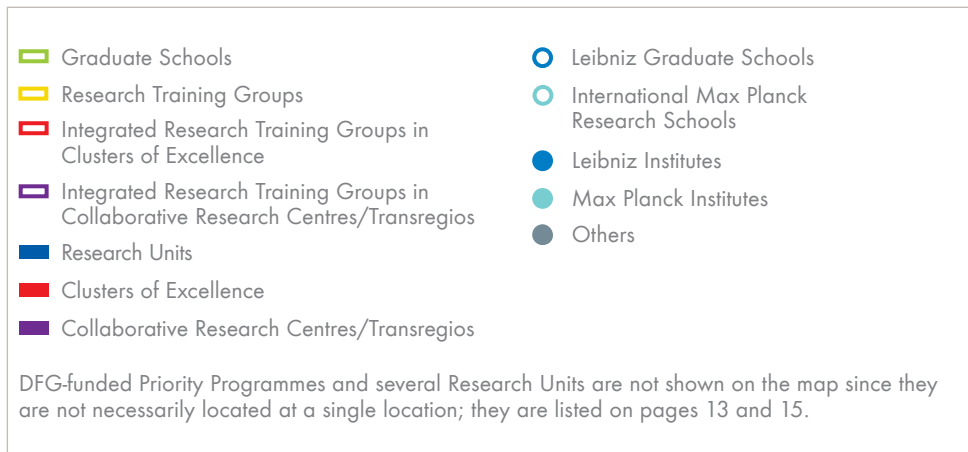 Graduate Schools
Research Training Groups
Integrated Research Training Groups in
Clusters of Excellence
Integrated Research Training Groups in
Collaborative Research Centres/Transregios
Research Units
Clusters of Excellence
Collaborative Research Centres/Transregios
Leibniz Graduate Schools
International Max Planck
Research Schools
Leibniz Institutes
Max Planck Institutes
Others
DFG-funded Priority Programmes and several Research Units are not shown on the map since they
are not necessarily located at a single location; they are listed on pages 13 and 15.